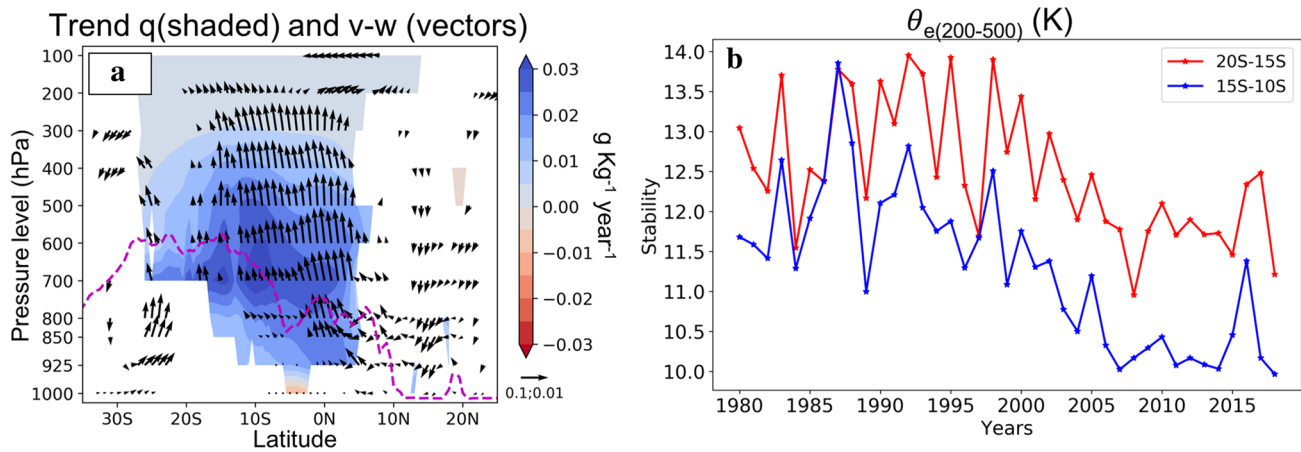 Trend q(shaded) and v-w (vectors)
a
Pressure level (hPa)
100
200
300
400
500
600
700
800
850
925
1000
30S
20S
10S
0N
10N
20N
Latitude
0.03
0.02
0.01
0.00
−0.01
−0.02
−0.03
g Kg⁻¹ year⁻¹
0.1;0.01
θe(200-500) (K)
b
20S-15S
15S-10S
Stability
14.0
13.5
13.0
12.5
12.0
11.5
11.0
10.5
10.0
1980
1985
1990
1995
2000
2005
2010
2015
Years